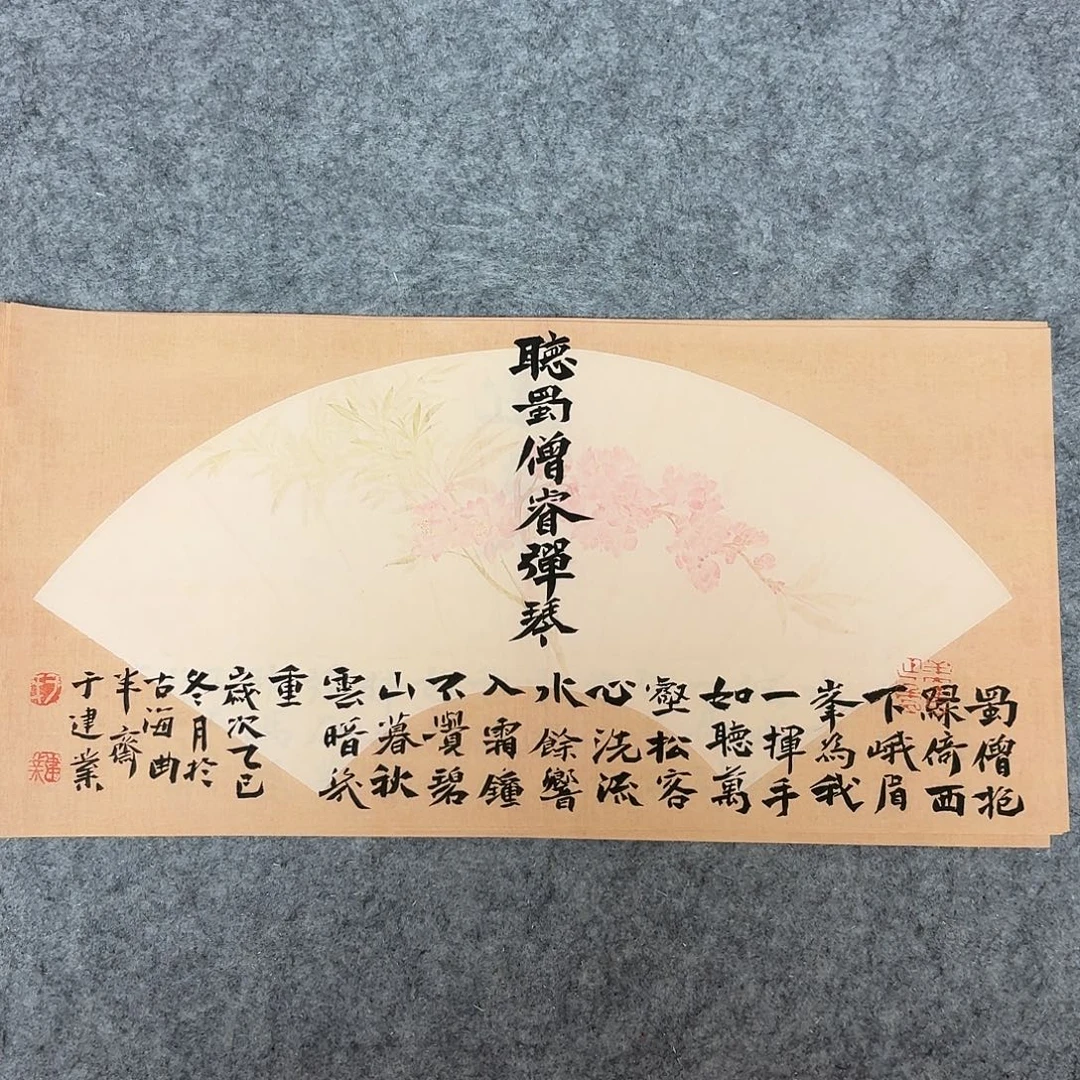 聽蜀僧睿彈琴
蜀僧抱
綠倚西
下峨眉
峯為我
一揮手
如聽萬
壑松客
心洗流
水餘響
入霜鐘
不覺碧
山暮秋
雲暗幾
重
歲次乙巳
冬月於
古海曲
半齋
于建業